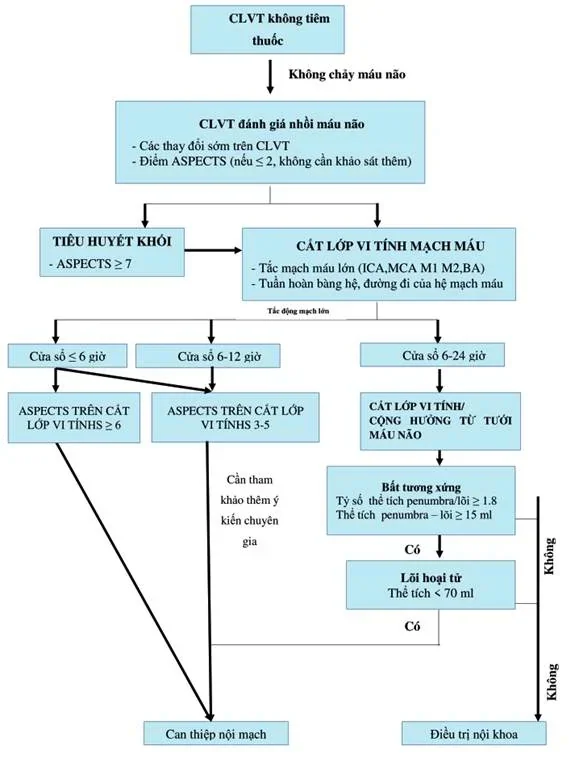 CLVT không tiêm
thuốc
Không chảy máu não
CLVT đánh giá nhồi máu não
- Các thay đổi sớm trên CLVT
- Điểm ASPECTS (nếu ≤ 2, không cần khảo sát thêm)
TIÊU HUYẾT KHỐI
- ASPECTS ≥ 7
CẮT LỚP VI TÍNH MẠCH MÁU
- Tắc mạch máu lớn (ICA,MCA M1 M2,BA)
- Tuần hoàn bàng hệ, đường đi của hệ mạch máu
Tắc động mạch lớn
Cửa sổ ≤ 6 giờ
Cửa sổ 6-12 giờ
Cửa sổ 6-24 giờ
ASPECTS TRÊN CẮT
LỚP VI TÍNHS ≥ 6
ASPECTS TRÊN CẮT LỚP
VI TÍNHS 3-5
CẮT LỚP VI TÍNH/
CỘNG HƯỞNG TỪ TƯỚI
MÁU NÃO
Cần tham
khảo thêm ý
kiến chuyên
gia
Bất tương xứng
Tỷ số thể tích penumbra/lõi ≥ 1.8
Thể tích penumbra – lõi ≥ 15 ml
Có
Không
Lõi hoại tử
Thể tích < 70 ml
Có
Không
Can thiệp nội mạch
Điều trị nội khoa